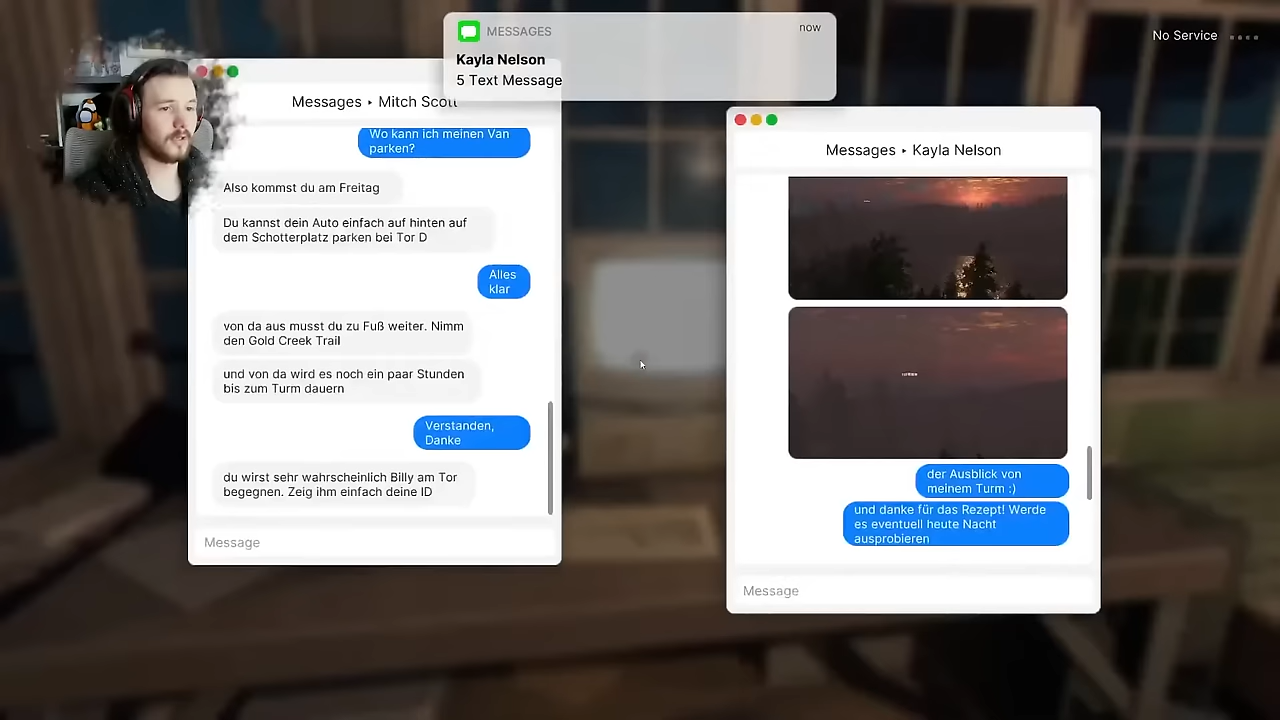 MESSAGES
now
Kayla Nelson
5 Text Message
No Service
Messages ‣ Mitch Scott
Wo kann ich meinen Van
parken?
Also kommst du am Freitag
Du kannst dein Auto einfach auf hinten auf
dem Schotterplatz parken bei Tor D
Alles
klar
von da aus musst du zu Fuß weiter. Nimm
den Gold Creek Trail
und von da wird es noch ein paar Stunden
bis zum Turm dauern
Verstanden,
Danke
du wirst sehr wahrscheinlich Billy am Tor
begegnen. Zeig ihm einfach deine ID
Message
Messages ‣ Kayla Nelson
der Ausblick von
meinem Turm :)
und danke für das Rezept! Werde
es eventuell heute Nacht
ausprobieren
Message